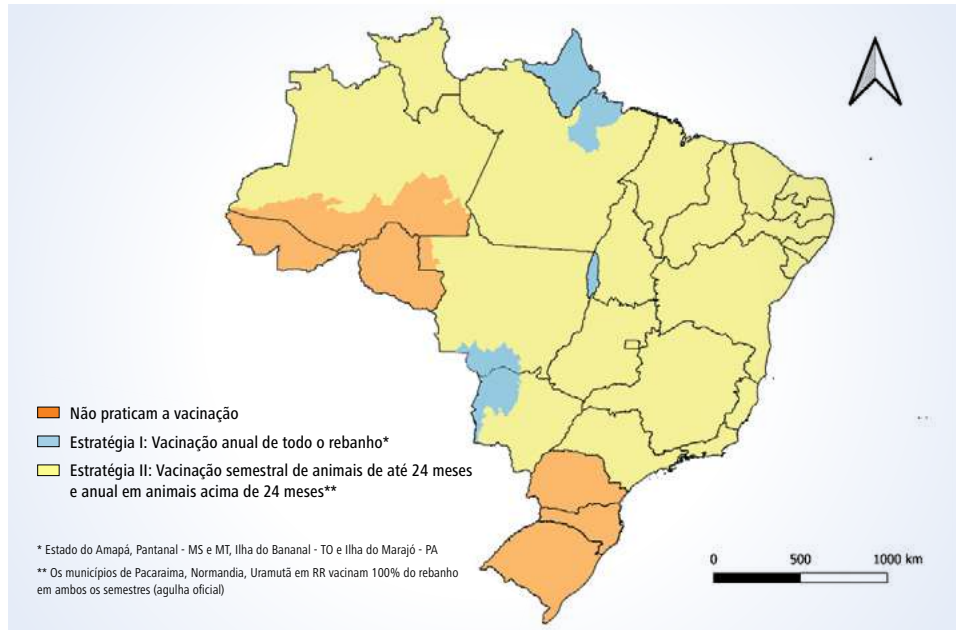 Não praticam a vacinação
Estratégia I: Vacinação anual de todo o rebanho*
Estratégia II: Vacinação semestral de animais de até 24 meses
e anual em animais acima de 24 meses**
* Estado do Amapá, Pantanal - MS e MT, Ilha do Bananal - TO e Ilha do Marajó - PA
** Os municípios de Pacaraima, Normandia, Uramutã em RR vacinam 100% do rebanho
em ambos os semestres (agulha oficial)
0 500 1000 km